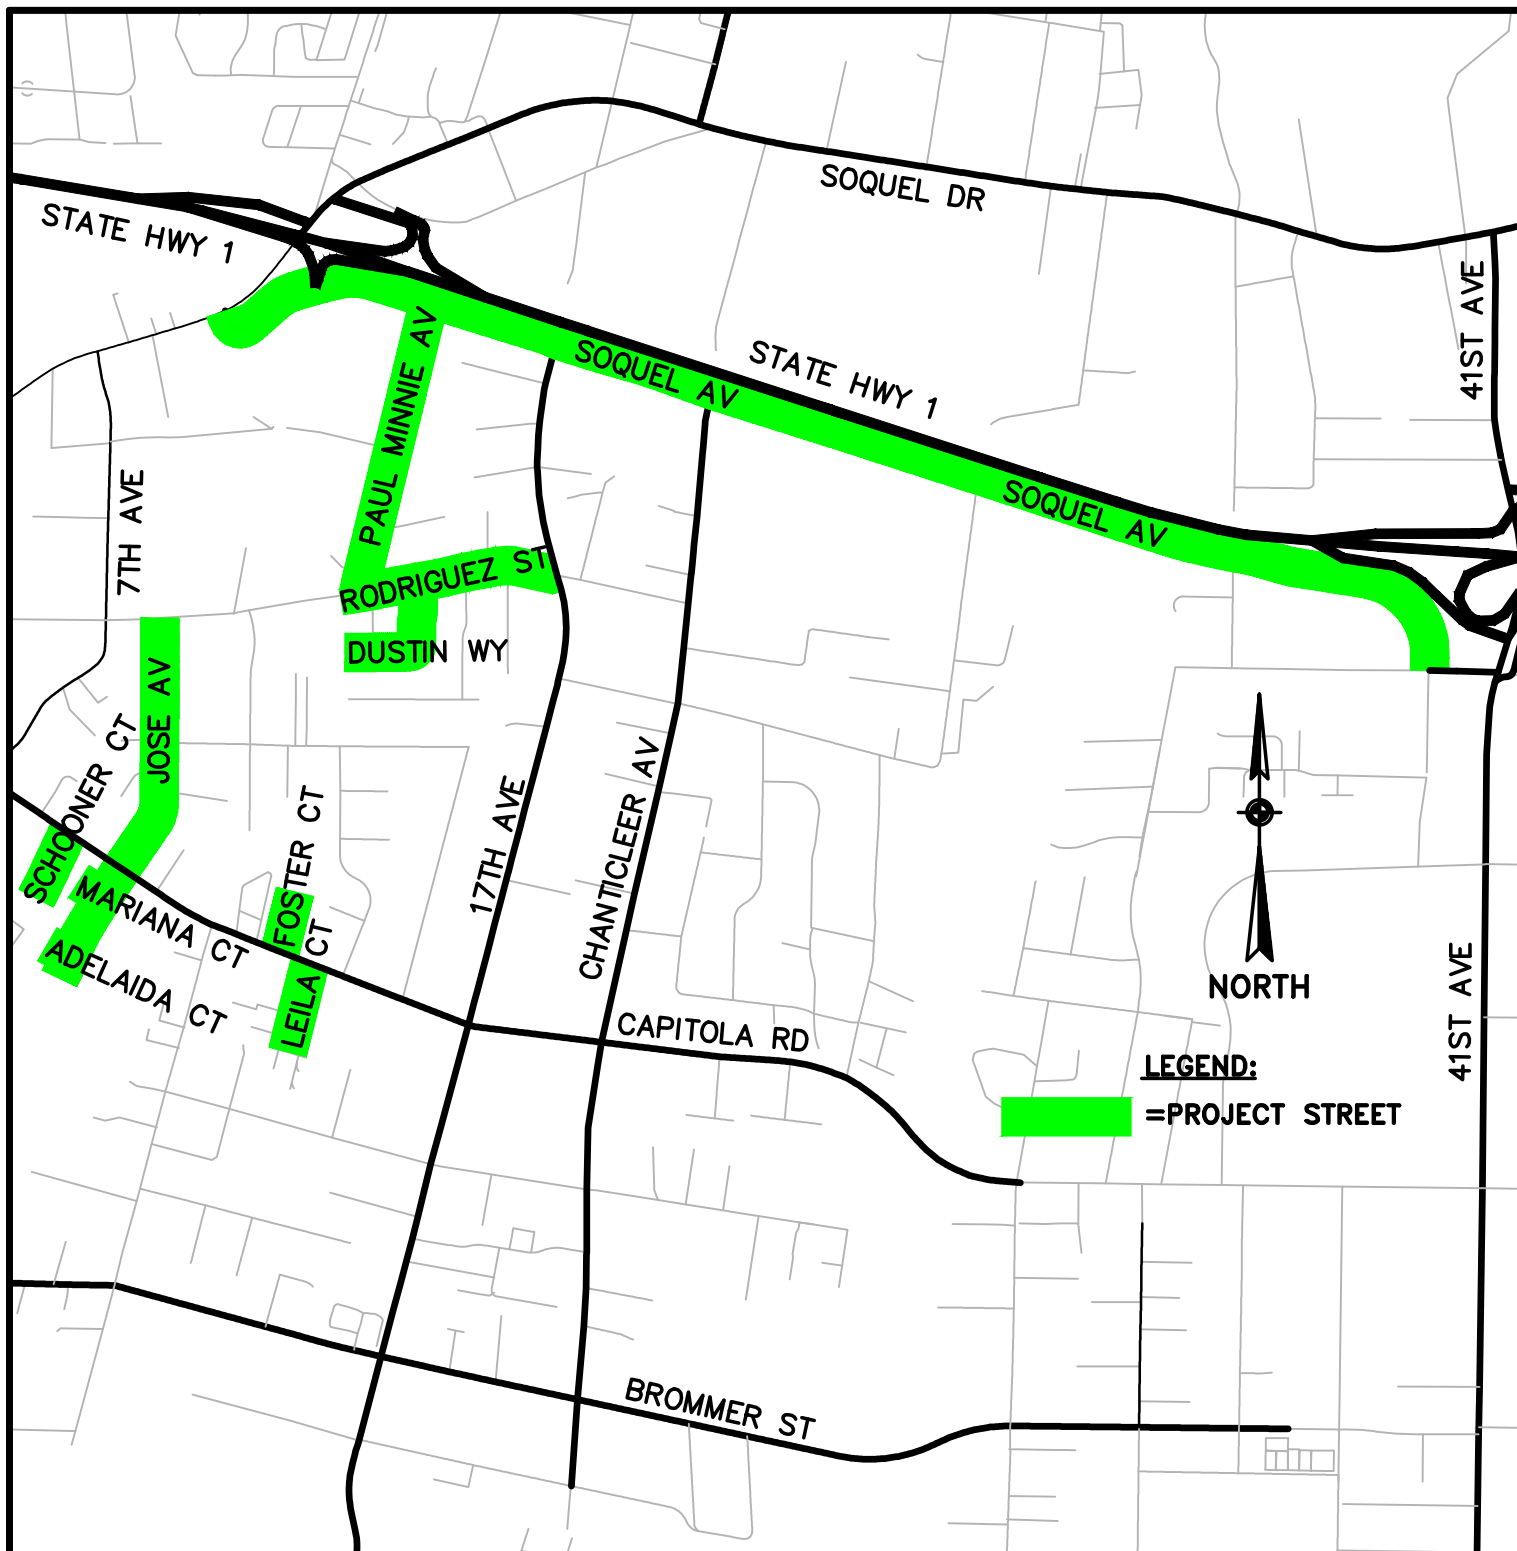 SOQUEL DR
STATE HWY 1
41ST AVE
PAUL MINNIE AV
SOQUEL AV
STATE HWY 1
7TH AVE
SOQUEL AV
RODRIGUEZ ST
DUSTIN WY
JOSE AV
SCHOONER CT
FOSTER CT
17TH AVE
CHANTICLEER AV
MARIANA CT
LEILA CT
ADELAIDA CT
NORTH
41ST AVE
CAPITOLA RD
LEGEND:
=PROJECT STREET
BROMMER ST